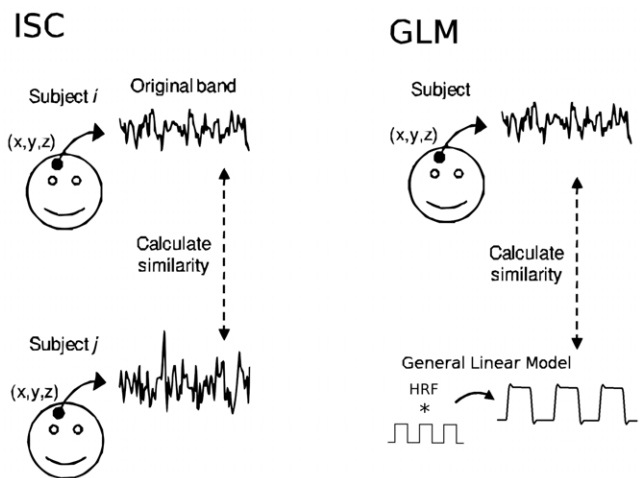 ISC
Original band
Subject i
(x,y,z)
Calculate
similarity
Subject j
(x,y,z)
GLM
Subject
(x,y,z)
Calculate
similarity
General Linear Model
HRF
*